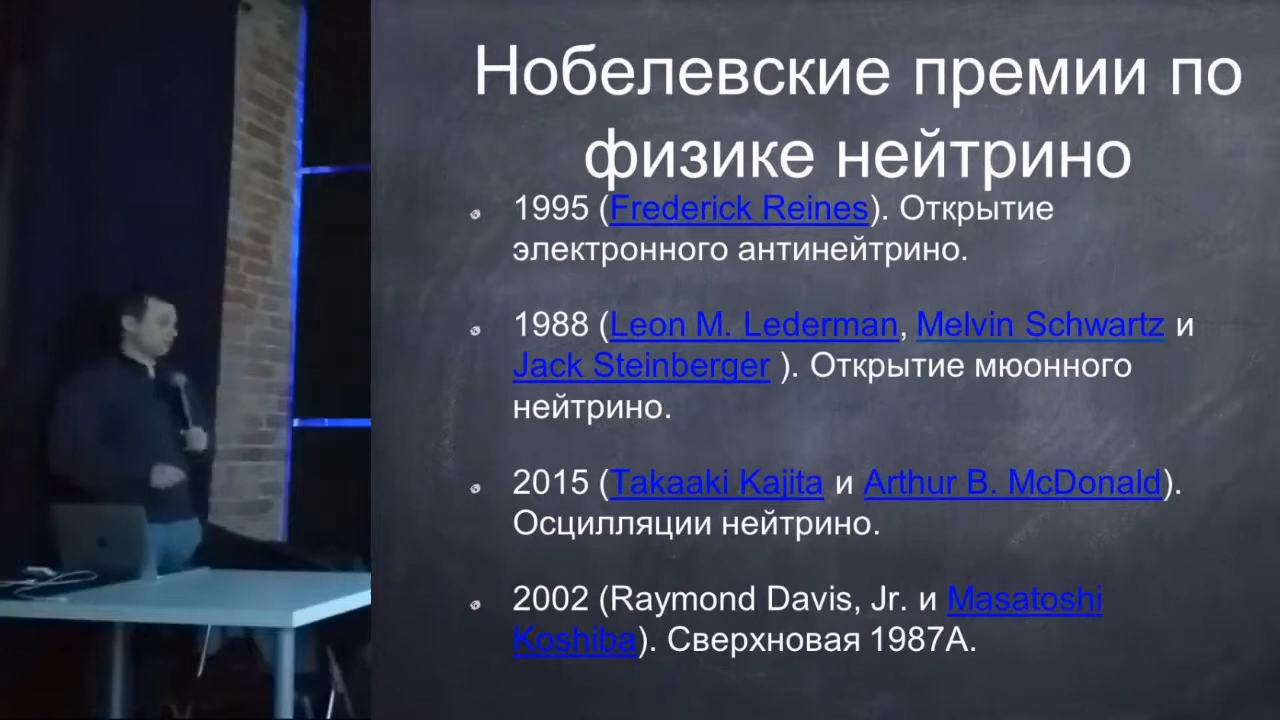 Нобелевские премии по
физике нейтрино
1995 (Frederick Reines). Открытие
электронного антинейтрино.
1988 (Leon M. Lederman, Melvin Schwartz и
Jack Steinberger ). Открытие мюонного
нейтрино.
2015 (Takaaki Kajita и Arthur B. McDonald).
Осцилляции нейтрино.
2002 (Raymond Davis, Jr. и Masatoshi
Koshiba). Сверхновая 1987А.